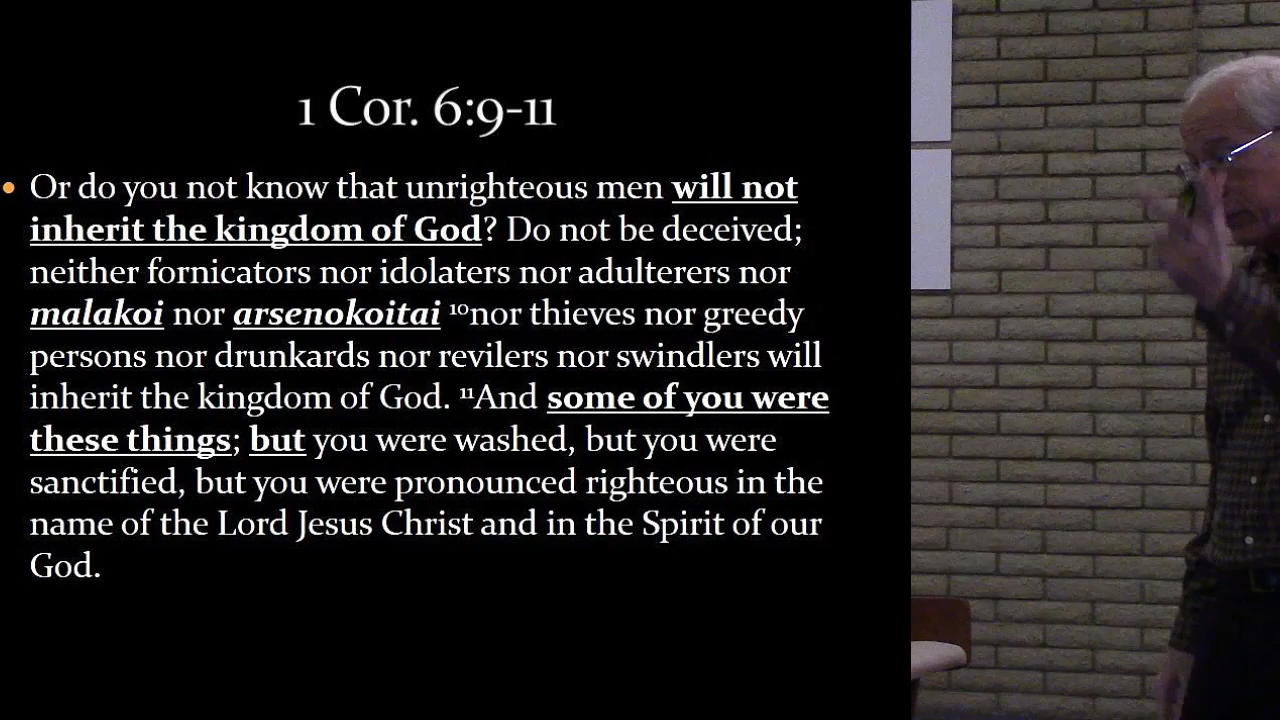 1 Cor. 6:9-11
• Or do you not know that unrighteous men will not
inherit the kingdom of God? Do not be deceived;
neither fornicators nor idolaters nor adulterers nor
malakoi nor arsenokoitai ¹⁰nor thieves nor greedy
persons nor drunkards nor revilers nor swindlers will
inherit the kingdom of God. ¹¹And some of you were
these things; but you were washed, but you were
sanctified, but you were pronounced righteous in the
name of the Lord Jesus Christ and in the Spirit of our
God.